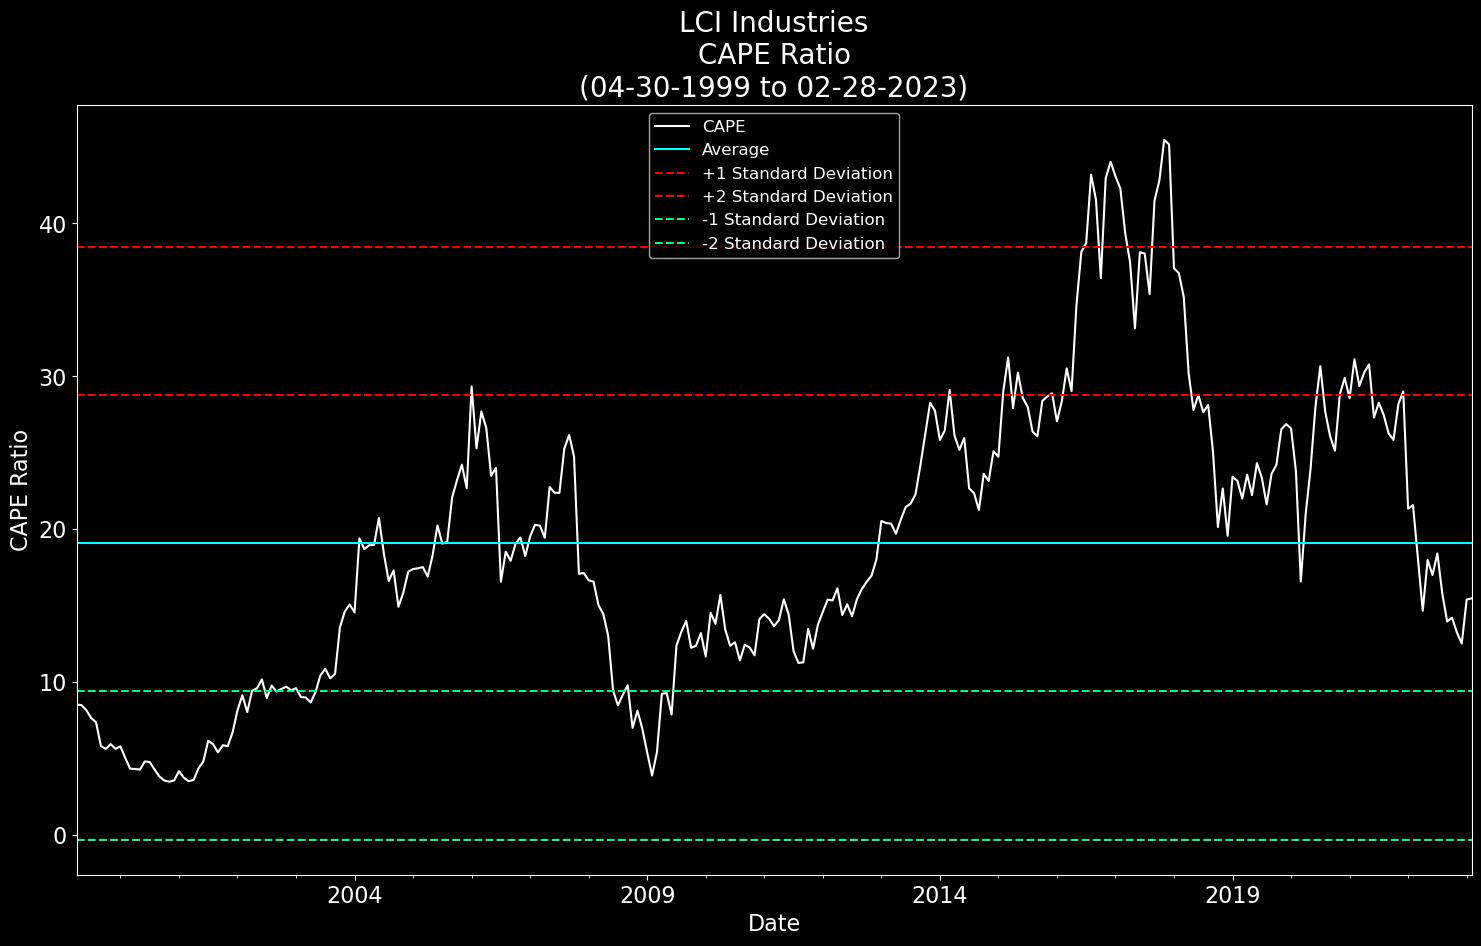 LCI Industries
CAPE Ratio
(04-30-1999 to 02-28-2023)
CAPE
Average
+1 Standard Deviation
+2 Standard Deviation
-1 Standard Deviation
-2 Standard Deviation
CAPE Ratio
40
30
20
10
0
2004 2009 2014 2019
Date